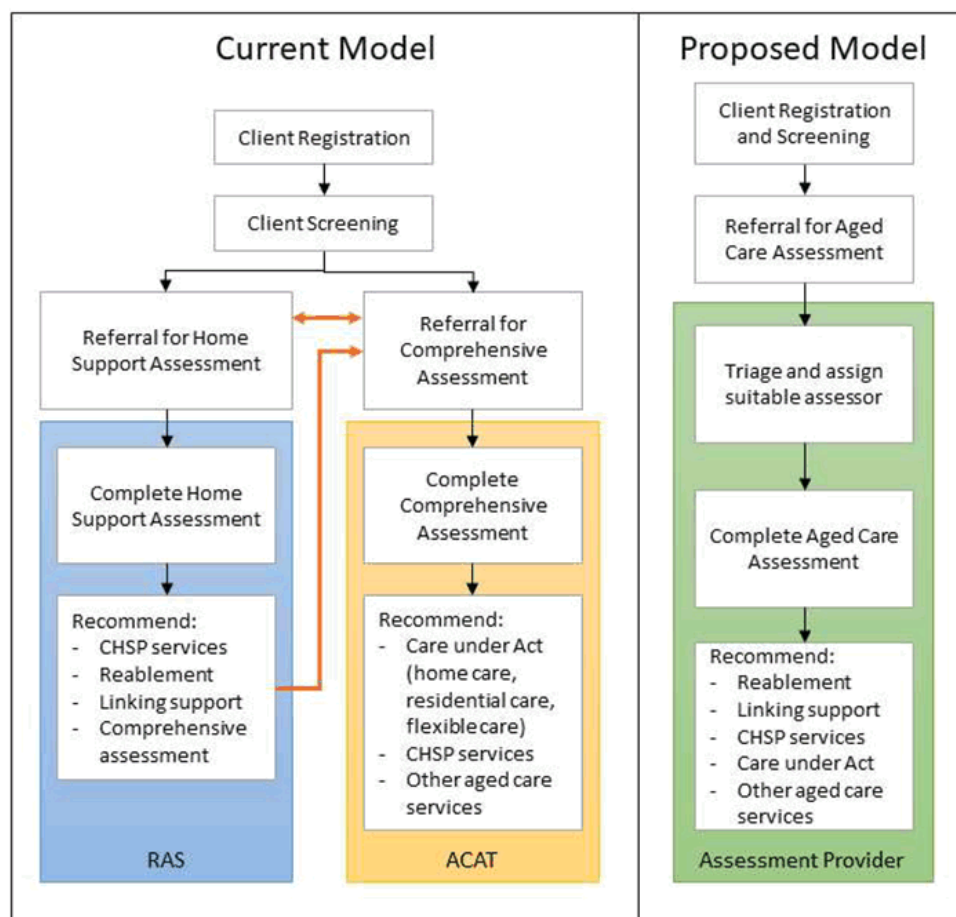 Current Model
Client Registration
Client Screening
Referral for Home
Support Assessment
Referral for
Comprehensive
Assessment
Complete Home
Support Assessment
Complete
Comprehensive
Assessment
Recommend:
- CHSP services
- Reablement
- Linking support
- Comprehensive
assessment
Recommend:
- Care under Act
(home care,
residential care,
flexible care)
- CHSP services
- Other aged care
services
RAS
ACAT
Proposed Model
Client Registration
and Screening
Referral for Aged
Care Assessment
Triage and assign
suitable assessor
Complete Aged Care
Assessment
Recommend:
- Reablement
- Linking support
- CHSP services
- Care under Act
- Other aged care
services
Assessment Provider